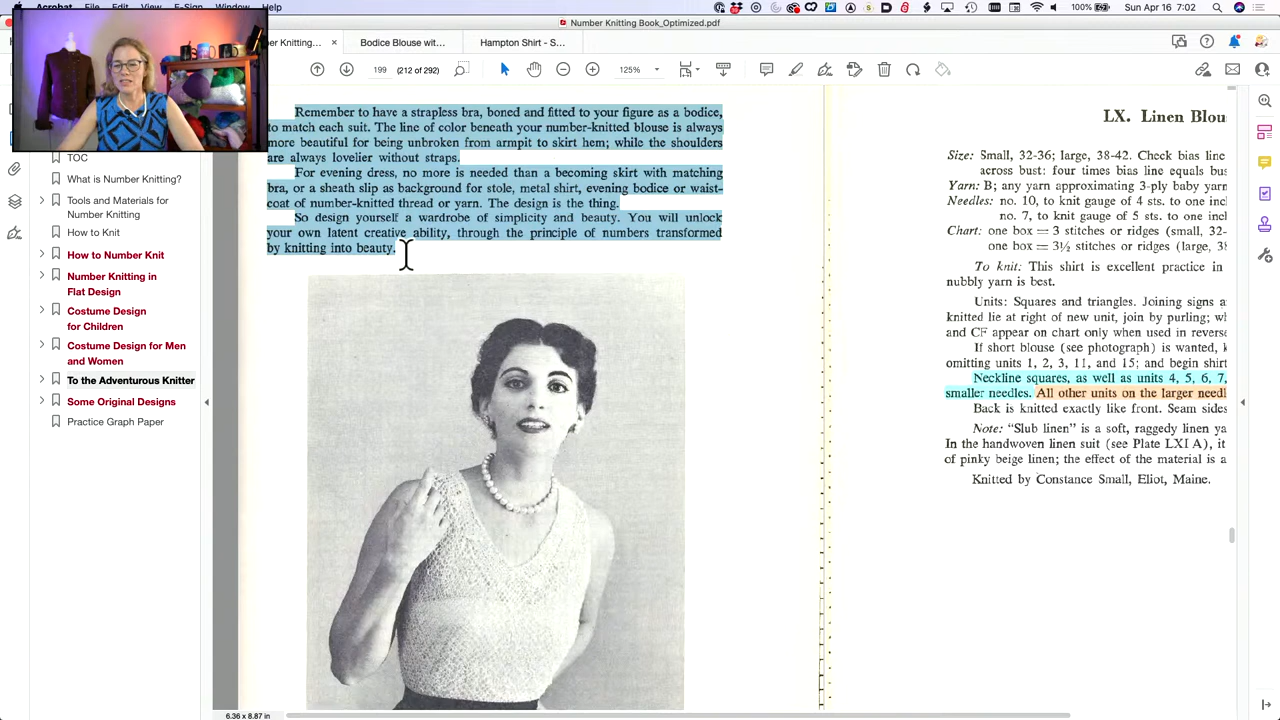 Acrobat File Edit View E-Sign Window Help
100% Sun Apr 16 7:02
Number Knitting Book_Optimized.pdf
er Knitting... × Bodice Blouse wit... Hampton Shirt - S...
199 (212 of 292) 125%
TOC
What is Number Knitting?
Tools and Materials for
Number Knitting
How to Knit
How to Number Knit
Number Knitting in
Flat Design
Costume Design
for Children
Costume Design for Men
and Women
To the Adventurous Knitter
Some Original Designs
Practice Graph Paper
Remember to have a strapless bra, boned and fitted to your figure as a bodice,
to match each suit. The line of color beneath your number-knitted blouse is always
more beautiful for being unbroken from armpit to skirt hem; while the shoulders
are always lovelier without straps.
For evening dress, no more is needed than a becoming skirt with matching
bra, or a sheath slip as background for stole, metal shirt, evening bodice or waist-
coat of number-knitted thread or yarn. The design is the thing.
So design yourself a wardrobe of simplicity and beauty. You will unlock
your own latent creative ability, through the principle of numbers transformed
by knitting into beauty.
LX. Linen Blou
Size: Small, 32-36; large, 38-42. Check bias line
across bust: four times bias line equals bus
Yarn: B; any yarn approximating 3-ply baby yarn
Needles: no. 10, to knit gauge of 4 sts. to one incl
no. 7, to knit gauge of 5 sts. to one incl
Chart: one box = 3 stitches or ridges (small, 32-
one box = 3½ stitches or ridges (large, 38
To knit: This shirt is excellent practice in
nubbly yarn is best.
Units: Squares and triangles. Joining signs a
knitted lie at right of new unit, join by purling; wh
and CF appear on chart only when used in reverse
If short blouse (see photograph) is wanted, k
omitting units 1, 2, 3, 11, and 15; and begin shir
Neckline squares, as well as units 4, 5, 6, 7,
smaller needles. All other units on the larger needl
Back is knitted exactly like front. Seam sides
Note: “Slub linen” is a soft, raggedy linen ya
In the handwoven linen suit (see Plate LXI A), it
of pinky beige linen; the effect of the material is a
Knitted by Constance Small, Eliot, Maine.
6.36 x 8.87 in